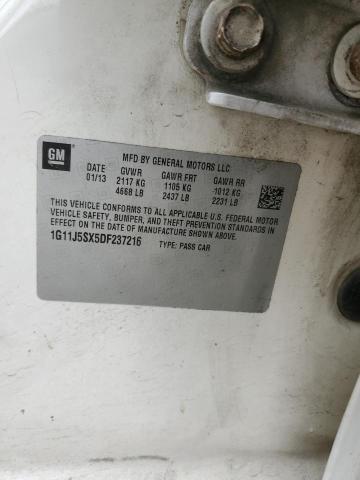 GM
MFD BY GENERAL MOTORS LLC
DATE GVWR GAWR FRT GAWR RR
01/13 2117 KG 1105 KG 1012 KG
4668 LB 2437 LB 2231 LB
THIS VEHICLE CONFORMS TO ALL APPLICABLE U.S. FEDERAL MOTOR
VEHICLE SAFETY, BUMPER, AND THEFT PREVENTION STANDARDS IN
EFFECT ON THE DATE OF MANUFACTURE SHOWN ABOVE.
1G11J5SX5DF237216 TYPE: PASS CAR